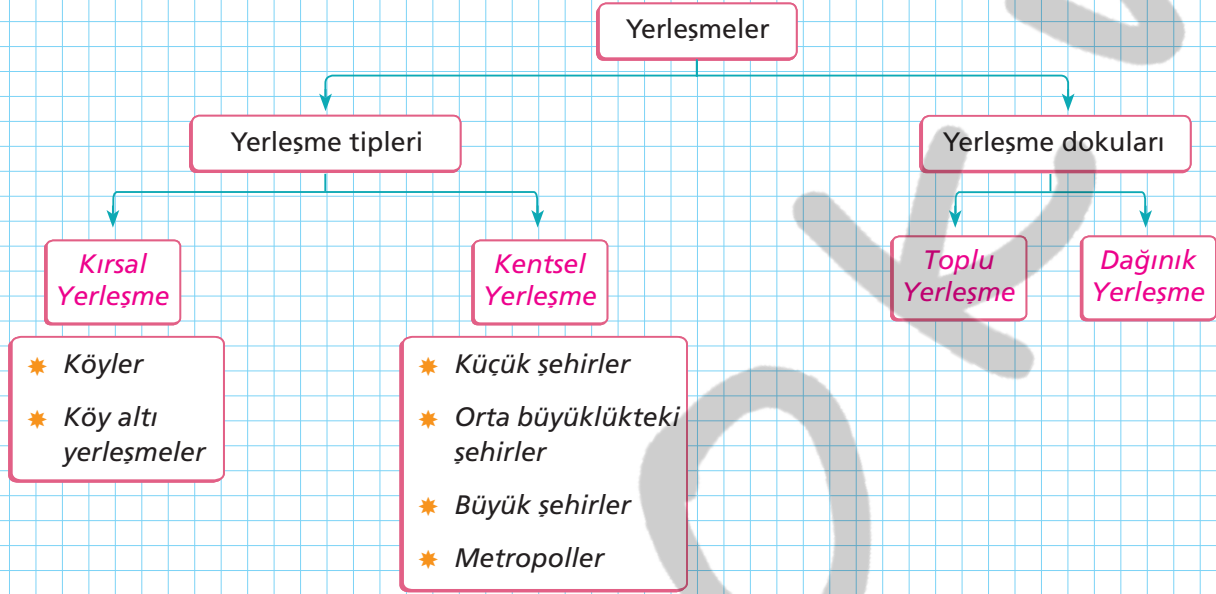 Yerleşmeler
Yerleşme tipleri
Yerleşme dokuları
Kırsal
Yerleşme
Kentsel
Yerleşme
Toplu
Yerleşme
Dağınık
Yerleşme
Köyler
Köy altı
yerleşmeler
Küçük şehirler
Orta büyüklükteki
şehirler
Büyük şehirler
Metropoller